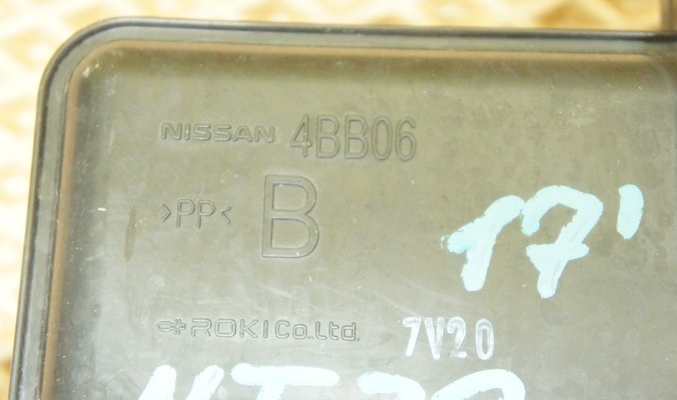 NISSAN 4BB06
>PP< B
17'
ROKI Co.,Ltd. 7V20